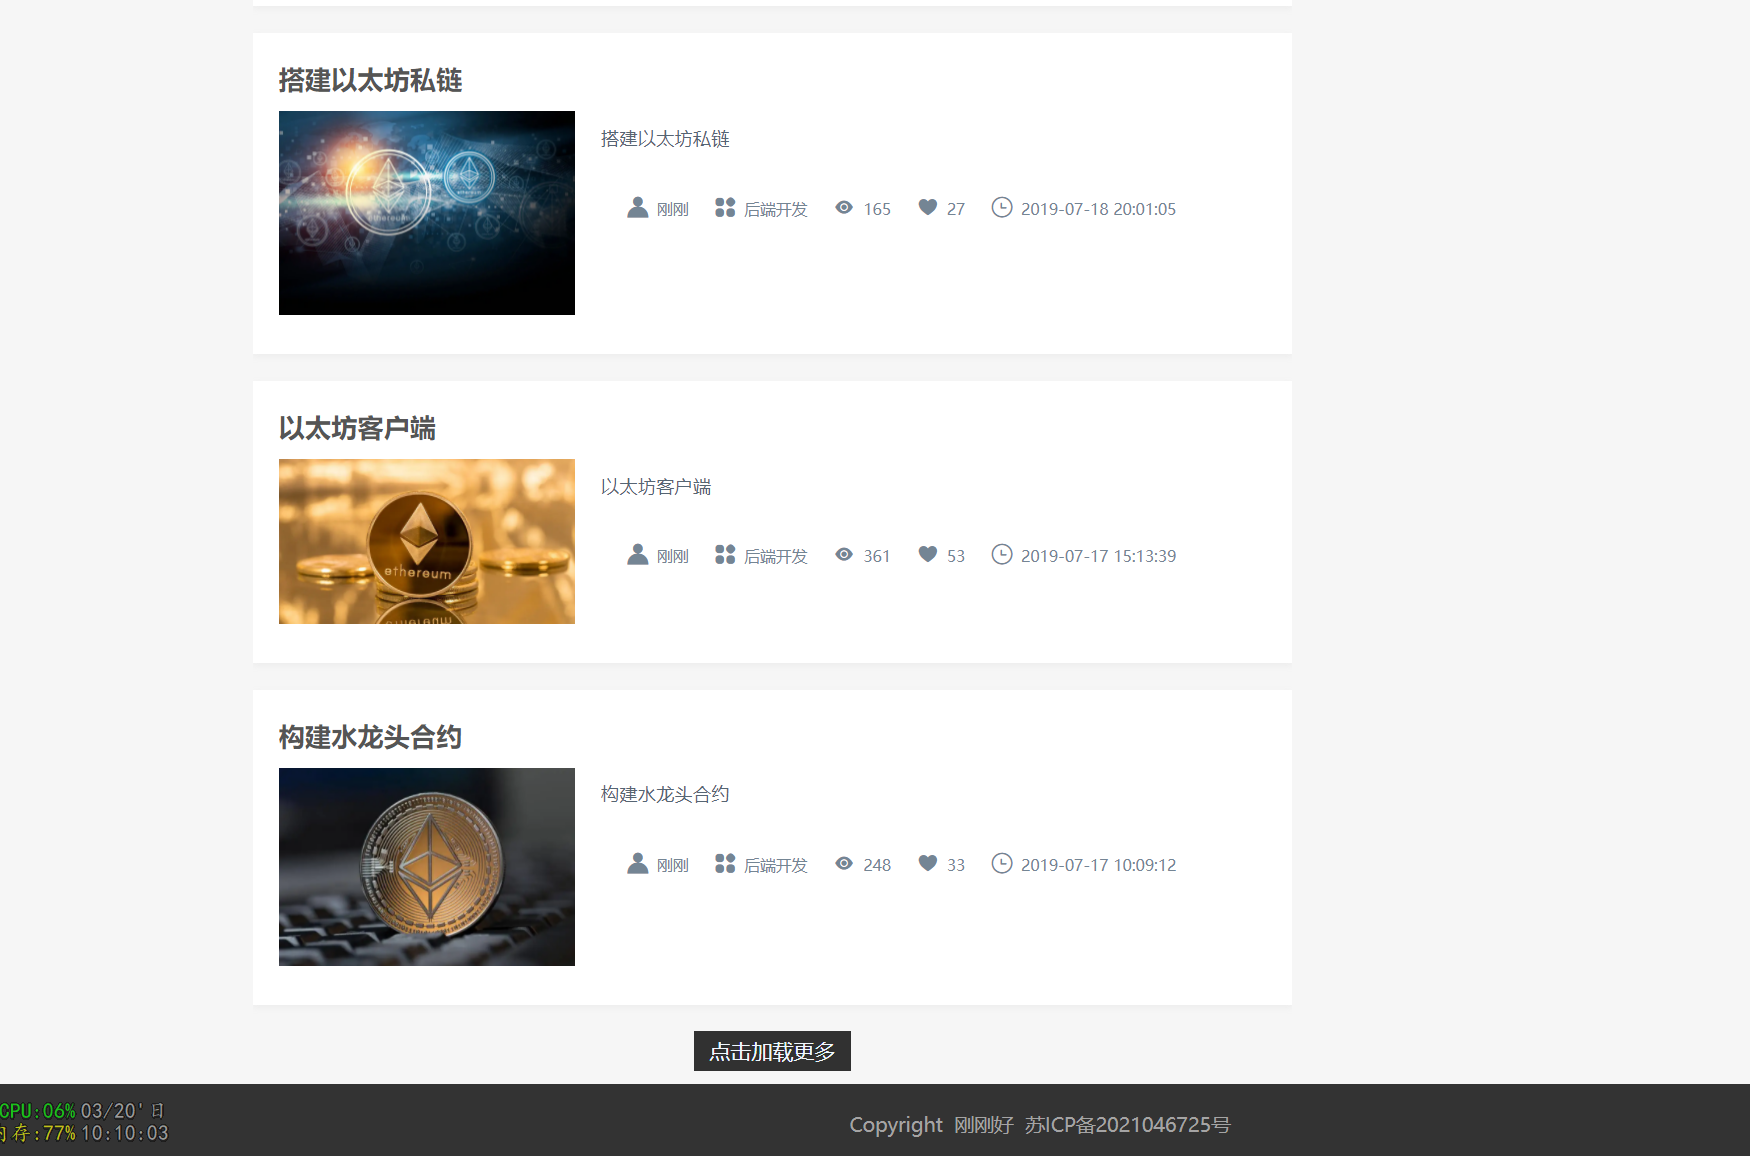 搭建以太坊私链
ethereum
搭建以太坊私链
刚刚 后端开发 165 27 2019-07-18 20:01:05
以太坊客户端
ethereum
以太坊客户端
刚刚 后端开发 361 53 2019-07-17 15:13:39
构建水龙头合约
构建水龙头合约
刚刚 后端开发 248 33 2019-07-17 10:09:12
点击加载更多
CPU:06% 03/20' 日
内存:77% 10:10:03
Copyright 刚刚好 苏ICP备2021046725号